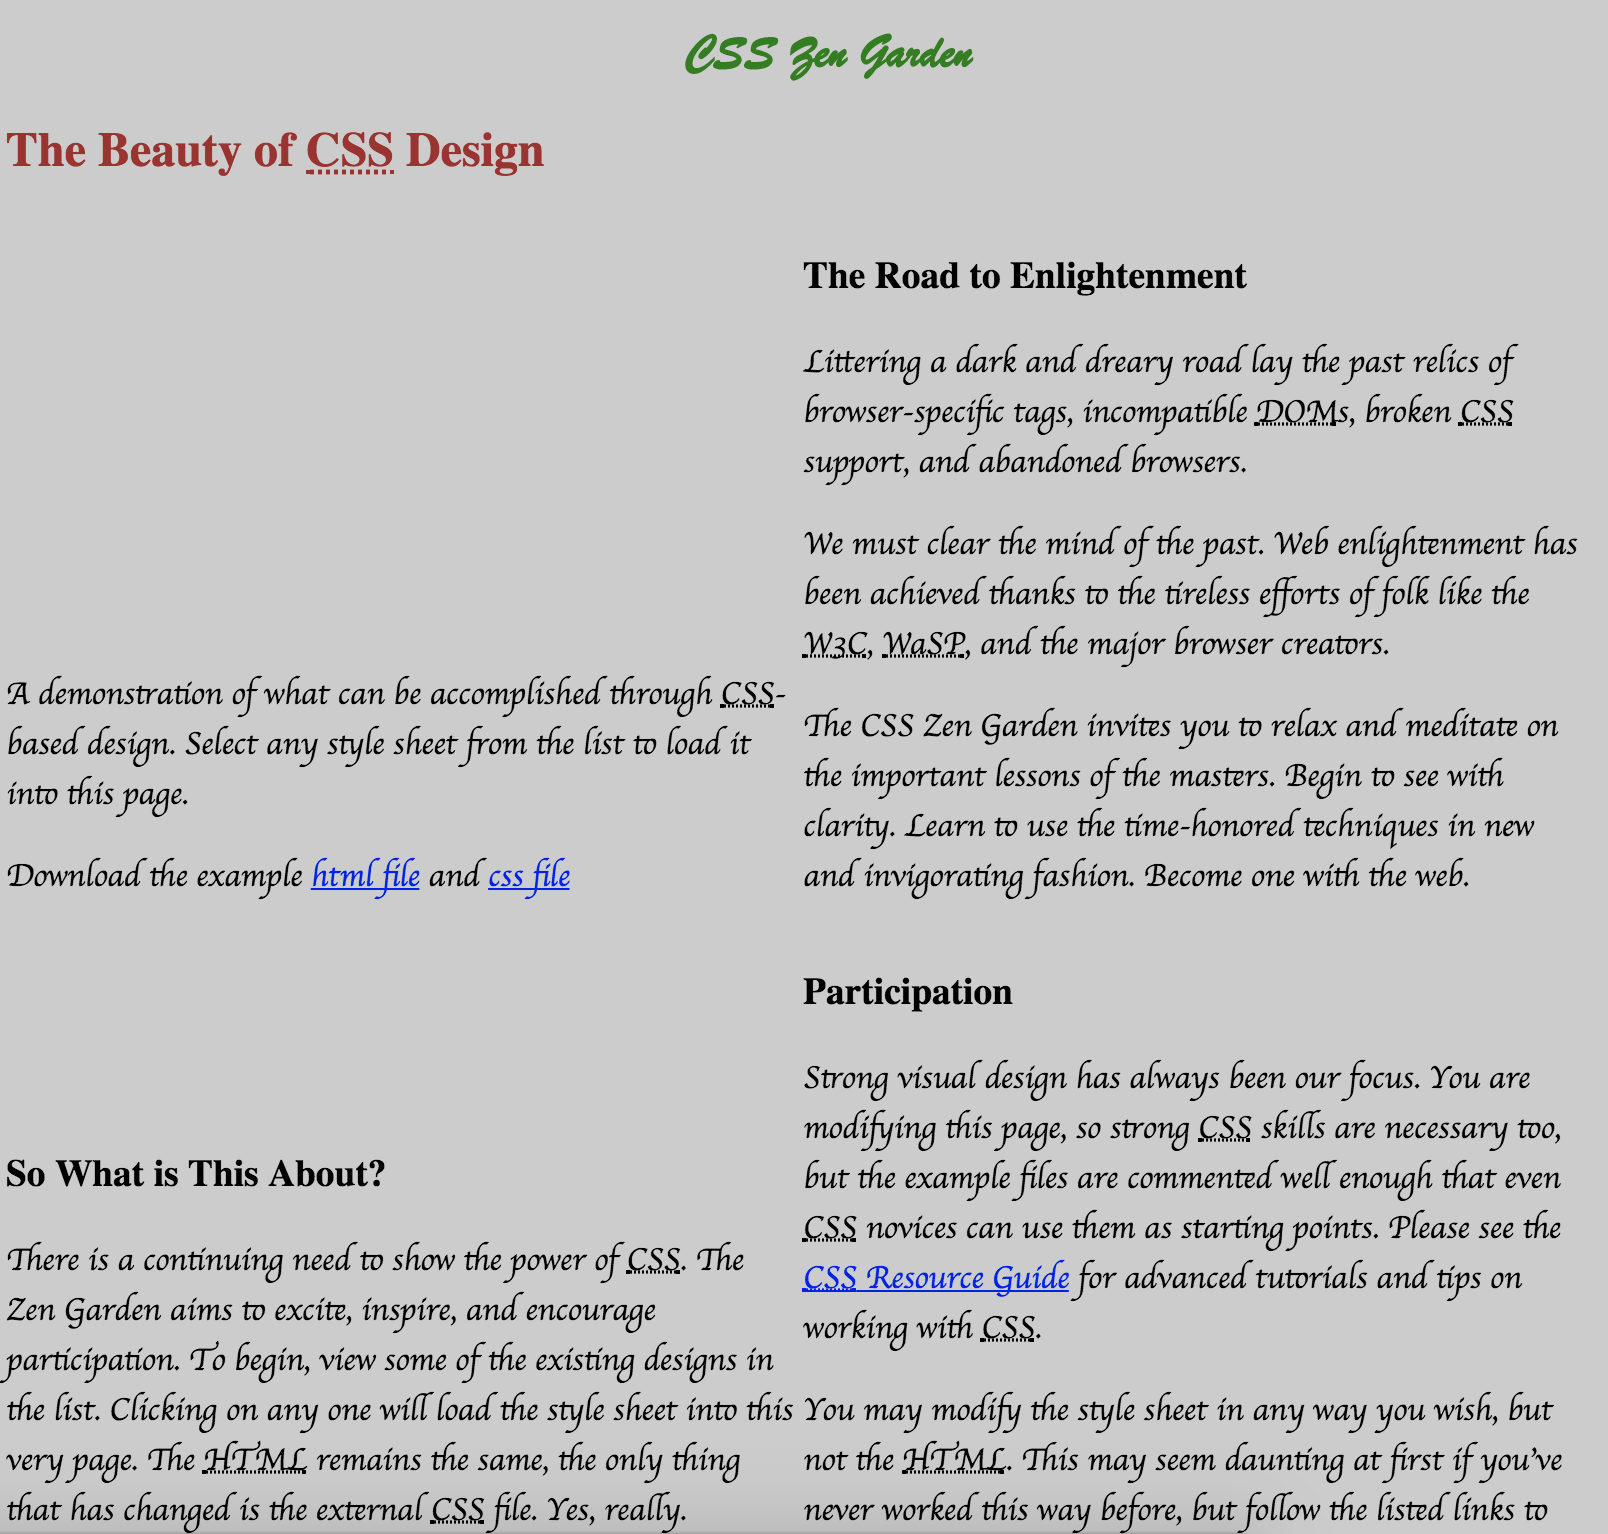 CSS Zen Garden
The Beauty of CSS Design
A demonstration of what can be accomplished through CSS-
based design. Select any style sheet from the list to load it
into this page.
Download the example html file and css file
So What is This About?
There is a continuing need to show the power of CSS. The
Zen Garden aims to excite, inspire, and encourage
participation. To begin, view some of the existing designs in
the list. Clicking on any one will load the style sheet into this
very page. The HTML remains the same, the only thing
that has changed is the external CSS file. Yes, really.
The Road to Enlightenment
Littering a dark and dreary road lay the past relics of
browser-specific tags, incompatible DOMs, broken CSS
support, and abandoned browsers.
We must clear the mind of the past. Web enlightenment has
been achieved thanks to the tireless efforts of folk like the
W3C, WaSP, and the major browser creators.
The CSS Zen Garden invites you to relax and meditate on
the important lessons of the masters. Begin to see with
clarity. Learn to use the time-honored techniques in new
and invigorating fashion. Become one with the web.
Participation
Strong visual design has always been our focus. You are
modifying this page, so strong CSS skills are necessary too,
but the example files are commented well enough that even
CSS novices can use them as starting points. Please see the
CSS Resource Guide for advanced tutorials and tips on
working with CSS.
You may modify the style sheet in any way you wish, but
not the HTML. This may seem daunting at first if you've
never worked this way before, but follow the listed links to